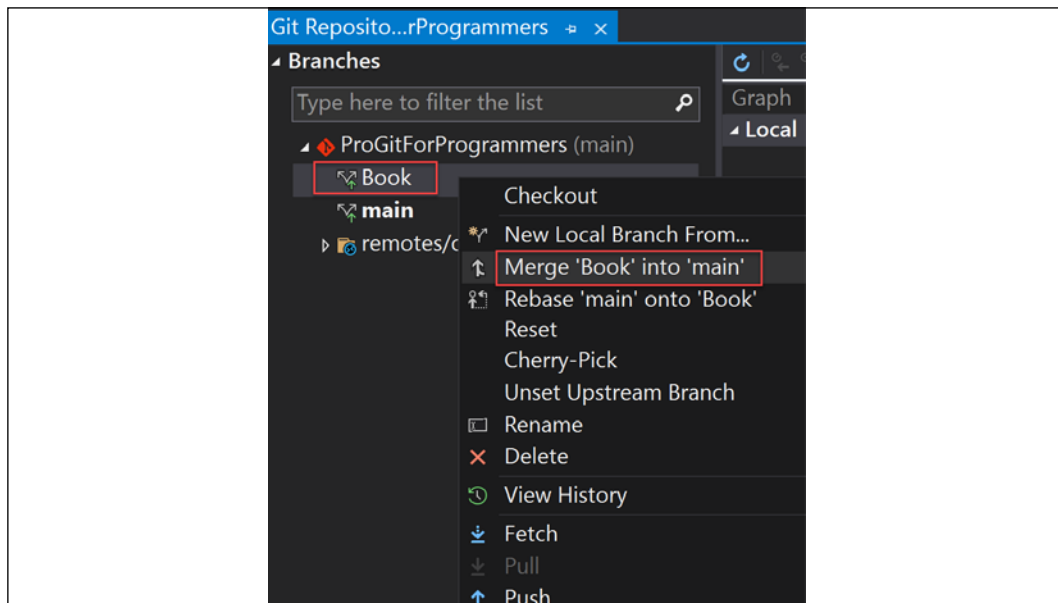 Git Reposito...rProgrammers
Branches
Type here to filter the list
Graph
Local
ProGitForProgrammers (main)
Book
main
remotes/
Checkout
New Local Branch From...
Merge 'Book' into 'main'
Rebase 'main' onto 'Book'
Reset
Cherry-Pick
Unset Upstream Branch
Rename
Delete
View History
Fetch
Pull
Push